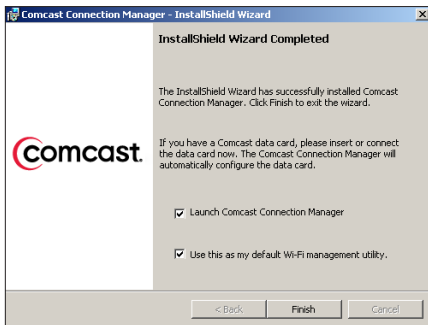 Comcast Connection Manager - InstallShield Wizard
InstallShield Wizard Completed
The InstallShield Wizard has successfully installed Comcast
Connection Manager. Click Finish to exit the wizard.
If you have a Comcast data card, please insert or connect
the data card now. The Comcast Connection Manager will
automatically configure the data card.
Comcast.
Launch Comcast Connection Manager
Use this as my default Wi-Fi management utility.
< Back
Finish
Cancel